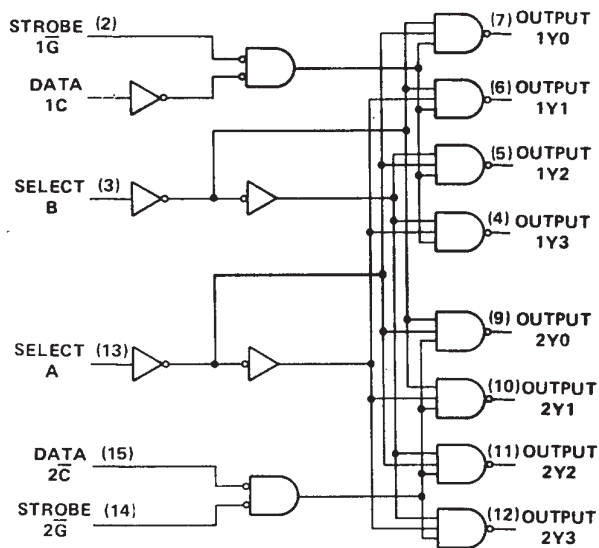 STROBE (2)
1G̅
DATA
1C
SELECT (3)
B
SELECT (13)
A
DATA (15)
2C̅
STROBE (14)
2G̅
(7) OUTPUT
1Y0
(6) OUTPUT
1Y1
(5) OUTPUT
1Y2
(4) OUTPUT
1Y3
(9) OUTPUT
2Y0
(10) OUTPUT
2Y1
(11) OUTPUT
2Y2
(12) OUTPUT
2Y3